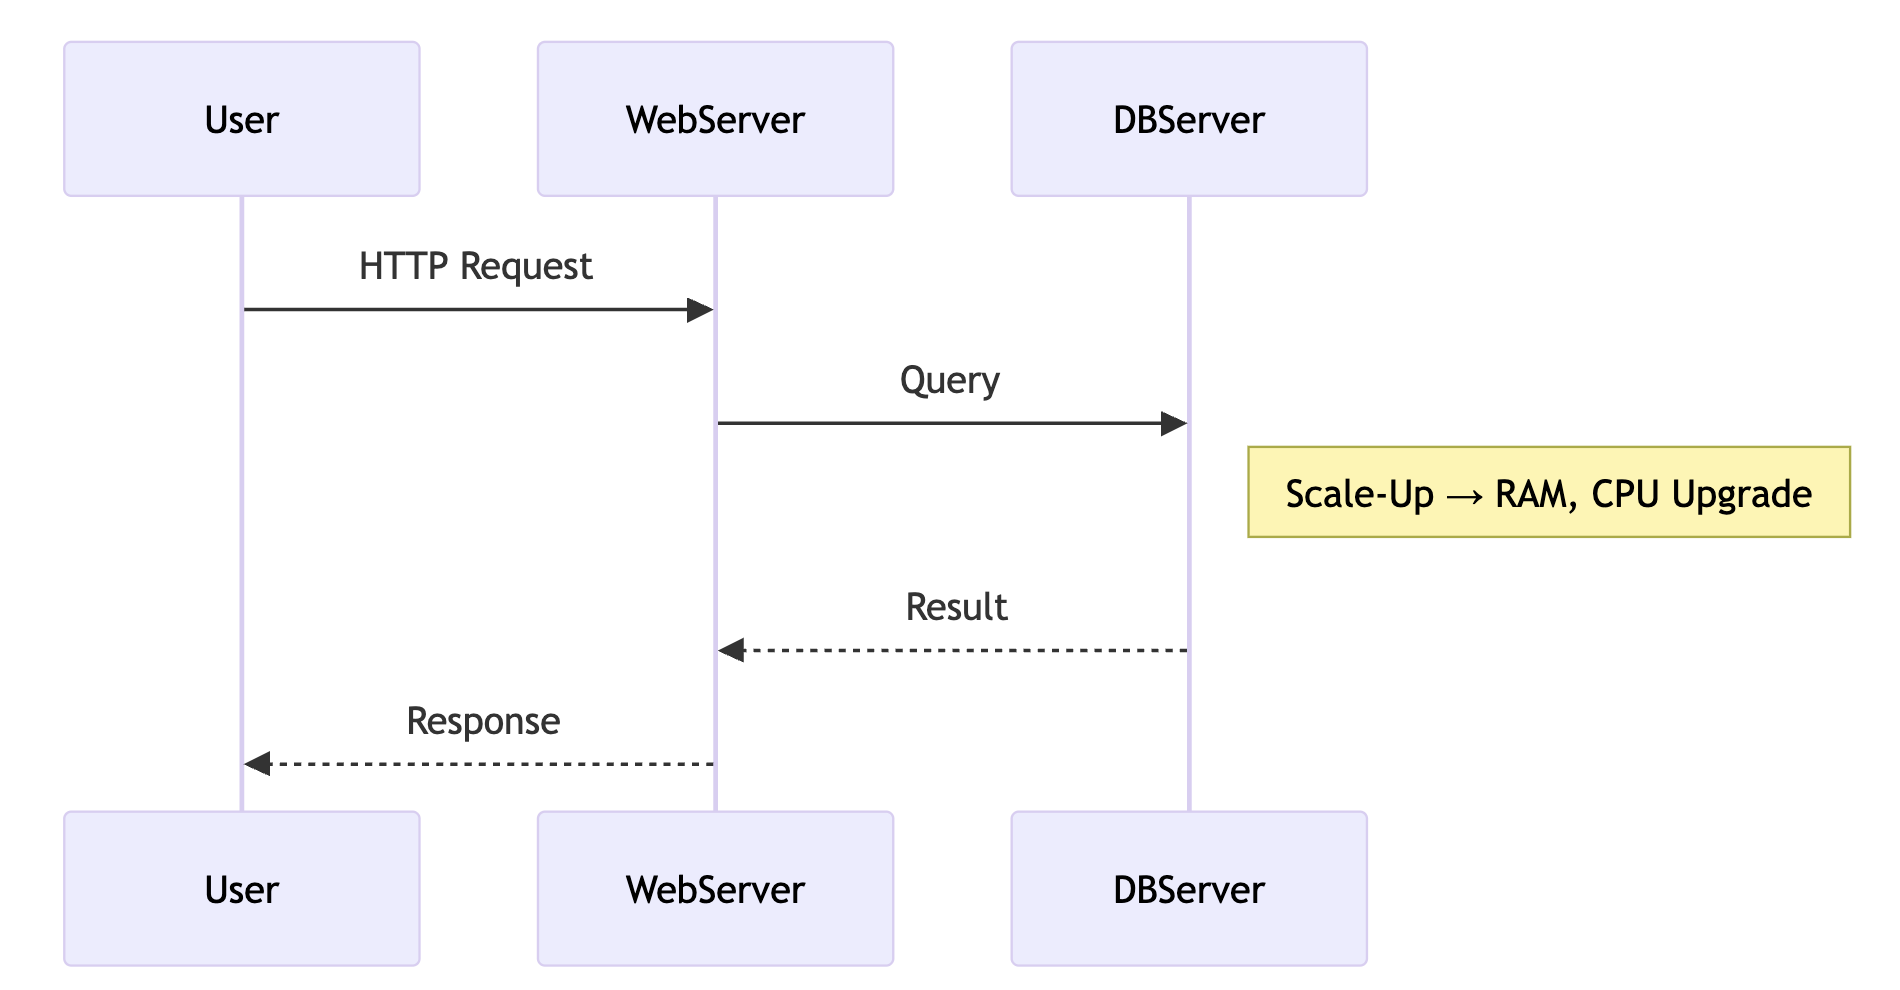 User
WebServer
DBServer
HTTP Request
Query
Scale-Up → RAM, CPU Upgrade
Result
Response
User
WebServer
DBServer